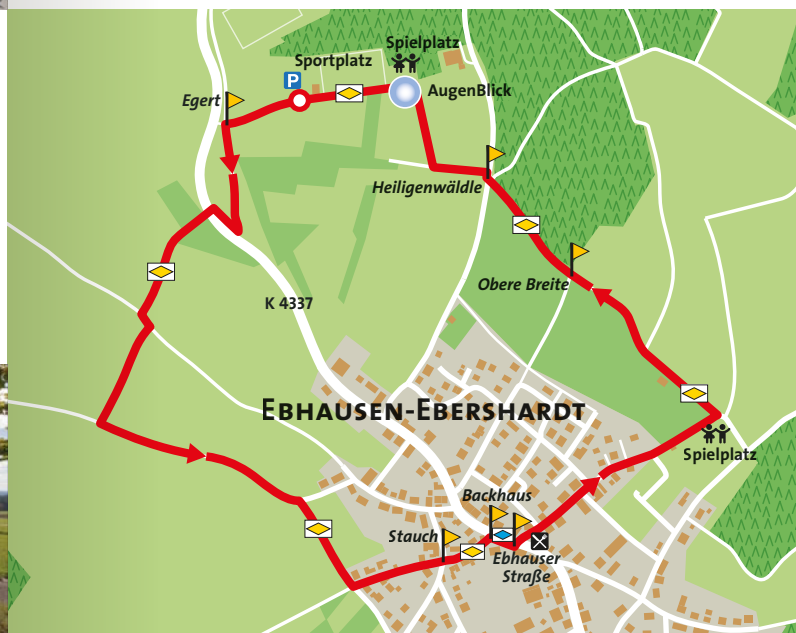 Spielplatz
Sportplatz
P
AugenBlick
Egert
Heiligenwäldle
Obere Breite
K 4337
EBHAUSEN-EBERSHARDT
Spielplatz
Backhaus
Stauch
Ebhauser
Straße